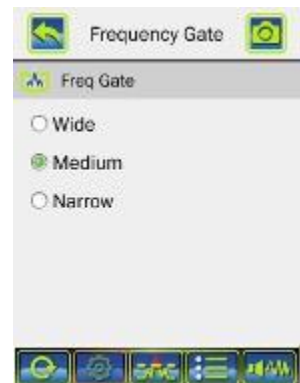 Frequency Gate
Freq Gate
Wide
Medium
Narrow